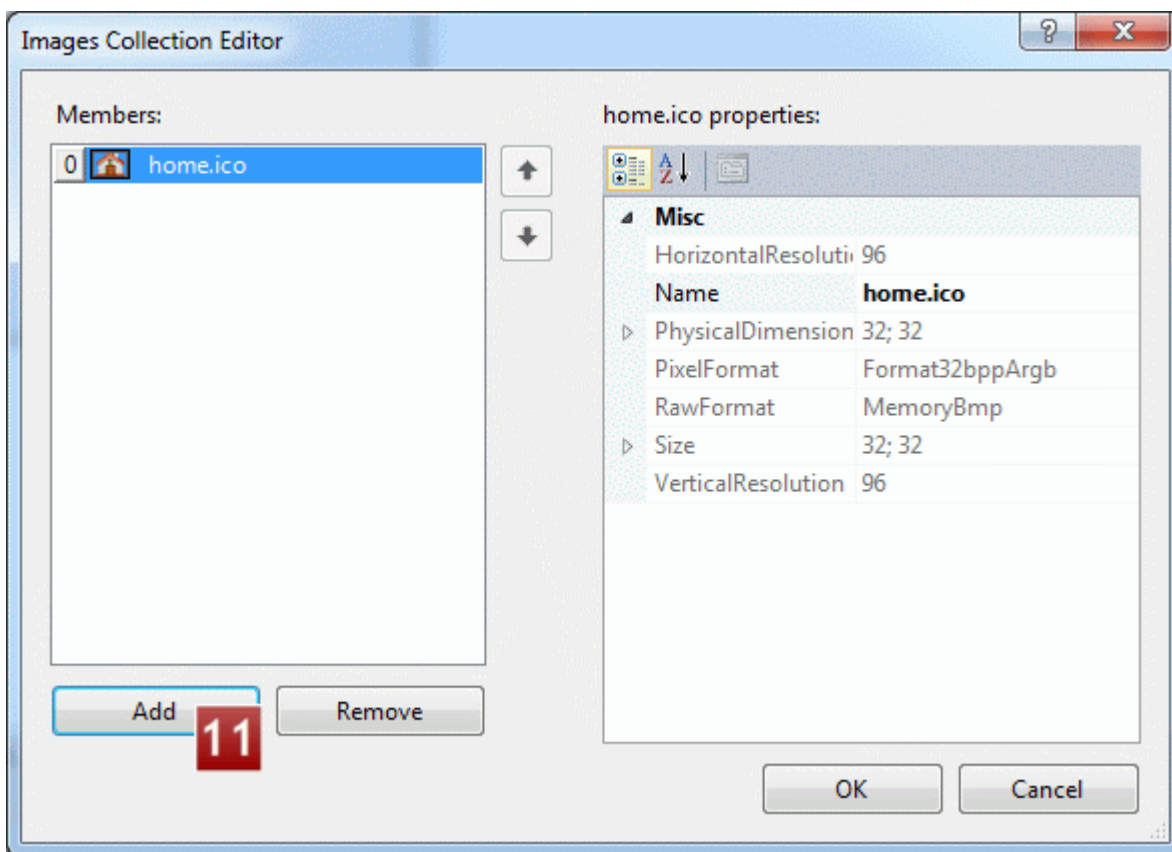 Images Collection Editor
Members:
0 home.ico
home.ico properties:
Misc
HorizontalResoluti 96
Name home.ico
PhysicalDimension 32; 32
PixelFormat Format32bppArgb
RawFormat MemoryBmp
Size 32; 32
VerticalResolution 96
Add
11
Remove
OK
Cancel